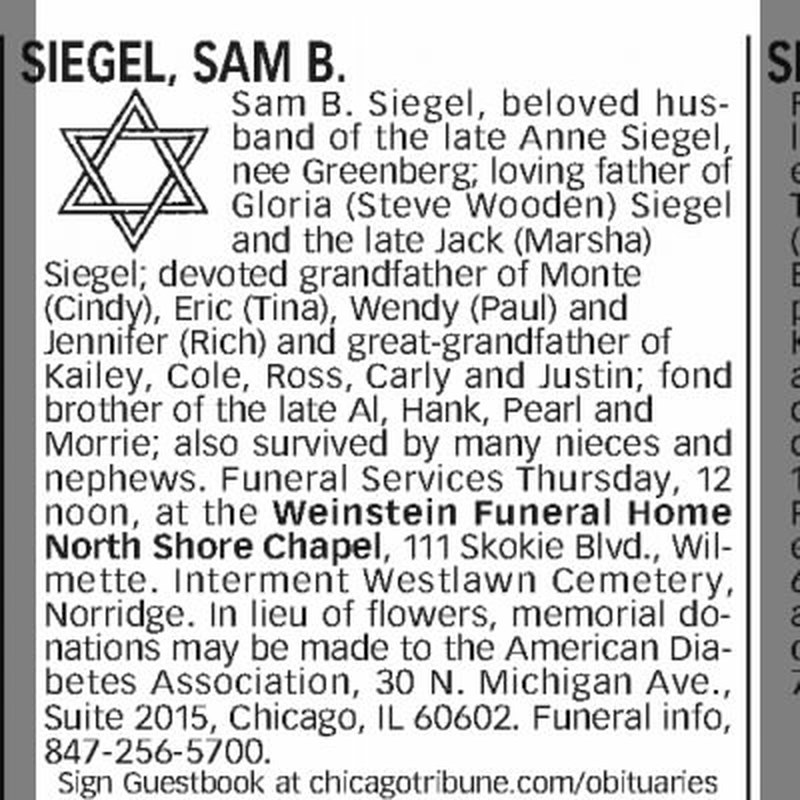 SIEGEL, SAM B.
Sam B. Siegel, beloved hus-
band of the late Anne Siegel,
nee Greenberg; loving father of
Gloria (Steve Wooden) Siegel
and the late Jack (Marsha)
Siegel; devoted grandfather of Monte
(Cindy), Eric (Tina), Wendy (Paul) and
Jennifer (Rich) and great-grandfather of
Kailey, Cole, Ross, Carly and Justin; fond
brother of the late Al, Hank, Pearl and
Morrie; also survived by many nieces and
nephews. Funeral Services Thursday, 12
noon, at the Weinstein Funeral Home
North Shore Chapel, 111 Skokie Blvd., Wil-
mette. Interment Westlawn Cemetery,
Norridge. In lieu of flowers, memorial do-
nations may be made to the American Dia-
betes Association, 30 N. Michigan Ave.,
Suite 2015, Chicago, IL 60602. Funeral info,
847-256-5700.
Sign Guestbook at chicagotribune.com/obituaries